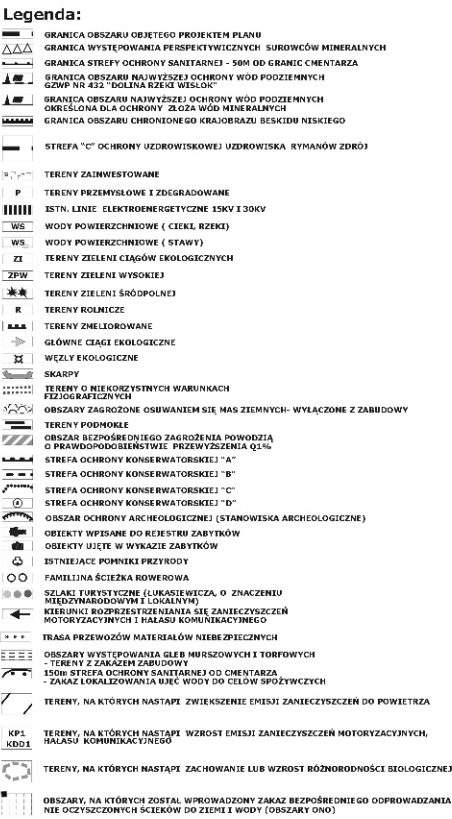 Legenda:
GRANICA OBSZARU OBJĘTEGO PROJEKTEM PLANU
GRANICA WYSTĘPOWANIA PERSPEKTYWICZNYCH SUROWCÓW MINERALNYCH
GRANICA STREFY OCHRONY SANITARNEJ - 50M OD GRANIC CMENTARZA
GRANICA OBSZARU NAJWYŻSZEJ OCHRONY WÓD PODZIEMNYCH
GZWP NR 432 "DOLINA RZEKI WISŁOK"
GRANICA OBSZARU NAJWYŻSZEJ OCHRONY WÓD PODZIEMNYCH
OKREŚLONA DLA OCHRONY ZŁOŻA WÓD MINERALNYCH
GRANICA OBSZARU CHRONIONEGO KRAJOBRAZU BESKIDU NISKIEGO
STREFA "C" OCHRONY UZDROWISKOWEJ UZDROWISKA RYMANÓW ZDRÓJ
TERENY ZAINWESTOWANE
P TERENY PRZEMYSŁOWE I ZDEGRADOWANE
ISTN. LINIE ELEKTROENERGETYCZNE 15KV I 30KV
WS WODY POWIERZCHNIOWE ( CIEKI, RZEKI)
WS WODY POWIERZCHNIOWE ( STAWY)
ZI TERENY ZIELENI CIĄGÓW EKOLOGICZNYCH
ZPW TERENY ZIELENI WYSOKIEJ
TERENY ZIELENI ŚRÓDPOLNEJ
R TERENY ROLNICZE
TERENY ZMELIOROWANE
GŁÓWNE CIĄGI EKOLOGICZNE
WĘZŁY EKOLOGICZNE
SKARPY
TERENY O NIEKORZYSTNYCH WARUNKACH
FIZJOGRAFICZNYCH
OBSZARY ZAGROŻONE OSUWANIEM SIĘ MAS ZIEMNYCH- WYŁĄCZONE Z ZABUDOWY
TERENY PODMOKŁE
OBSZAR BEZPOŚREDNIEGO ZAGROŻENIA POWODZIĄ
O PRAWDOPODOBIEŃSTWIE PRZEWYŻSZENIA Q1%
STREFA OCHRONY KONSERWATORSKIEJ "A"
STREFA OCHRONY KONSERWATORSKIEJ "B"
STREFA OCHRONY KONSERWATORSKIEJ "C"
STREFA OCHRONY KONSERWATORSKIEJ "D"
OBSZAR OCHRONY ARCHEOLOGICZNEJ (STANOWISKA ARCHEOLOGICZNE)
OBIEKTY WPISANE DO REJESTRU ZABYTKÓW
OBIEKTY UJĘTE W WYKAZIE ZABYTKÓW
ISTNIEJĄCE POMNIKI PRZYRODY
FAMILIJNA ŚCIEŻKA ROWEROWA
SZLAKI TURYSTYCZNE (ŁUKASIEWICZA, O ZNACZENIU
MIĘDZYNARODOWYM I LOKALNYM)
KIERUNKI ROZPRZESTRZENIANIA SIĘ ZANIECZYSZCZEŃ
MOTORYZACYJNYCH I HAŁASU KOMUNIKACYJNEGO
TRASA PRZEWOZÓW MATERIAŁÓW NIEBEZPIECZNYCH
OBSZARY WYSTĘPOWANIA GLEB MURSZOWYCH I TORFOWYCH
- TERENY Z ZAKAZEM ZABUDOWY
150m STREFA OCHRONY SANITARNEJ OD CMENTARZA
- ZAKAZ LOKALIZOWANIA UJĘĆ WODY DO CELÓW SPOŻYWCZYCH
TERENY, NA KTÓRYCH NASTĄPI ZWIĘKSZENIE EMISJI ZANIECZYSZCZEŃ DO POWIETRZA
KP1 TERENY, NA KTÓRYCH NASTĄPI WZROST EMISJI ZANIECZYSZCZEŃ MOTORYZACYJNYCH,
KDD1 HAŁASU KOMUNIKACYJNEGO
TERENY, NA KTÓRYCH NASTĄPI ZACHOWANIE LUB WZROST RÓŻNORODNOŚCI BIOLOGICZNEJ
OBSZARY, NA KTÓRYCH ZOSTAŁ WPROWADZONY ZAKAZ BEZPOŚREDNIEGO ODPROWADZANIA
NIE OCZYSZCZONYCH ŚCIEKÓW DO ZIEMI I WODY (OBSZARY ONO)